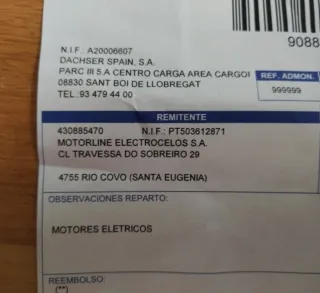 9088
N.I.F.: A20006607
DACHSER SPAIN, S.A.
PARC III 5.A CENTRO CARGA AREA CARGOI
08830 SANT BOI DE LLOBREGAT
TEL.:93 479 44 00
REF. ADMON.
999999
REMITENTE
430885470 N.I.F.: PT503612871
MOTORLINE ELECTROCELOS S.A.
CL TRAVESSA DO SOBREIRO 29
4755 RIO COVO (SANTA EUGENIA)
OBSERVACIONES REPARTO:
MOTORES ELETRICOS
REEMBOLSO:
(**)